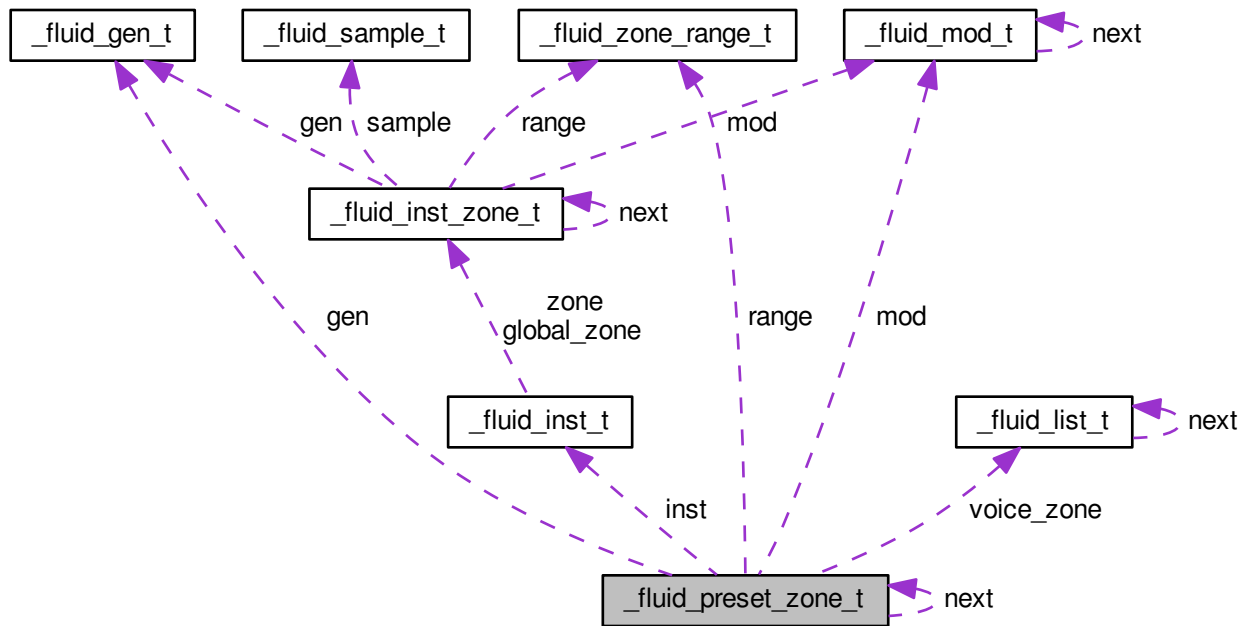 _fluid_gen_t
_fluid_sample_t
_fluid_zone_range_t
_fluid_mod_t
next
gen
sample
range
mod
_fluid_inst_zone_t
next
zone
global_zone
gen
range
mod
_fluid_inst_t
_fluid_list_t
next
inst
voice_zone
_fluid_preset_zone_t
next